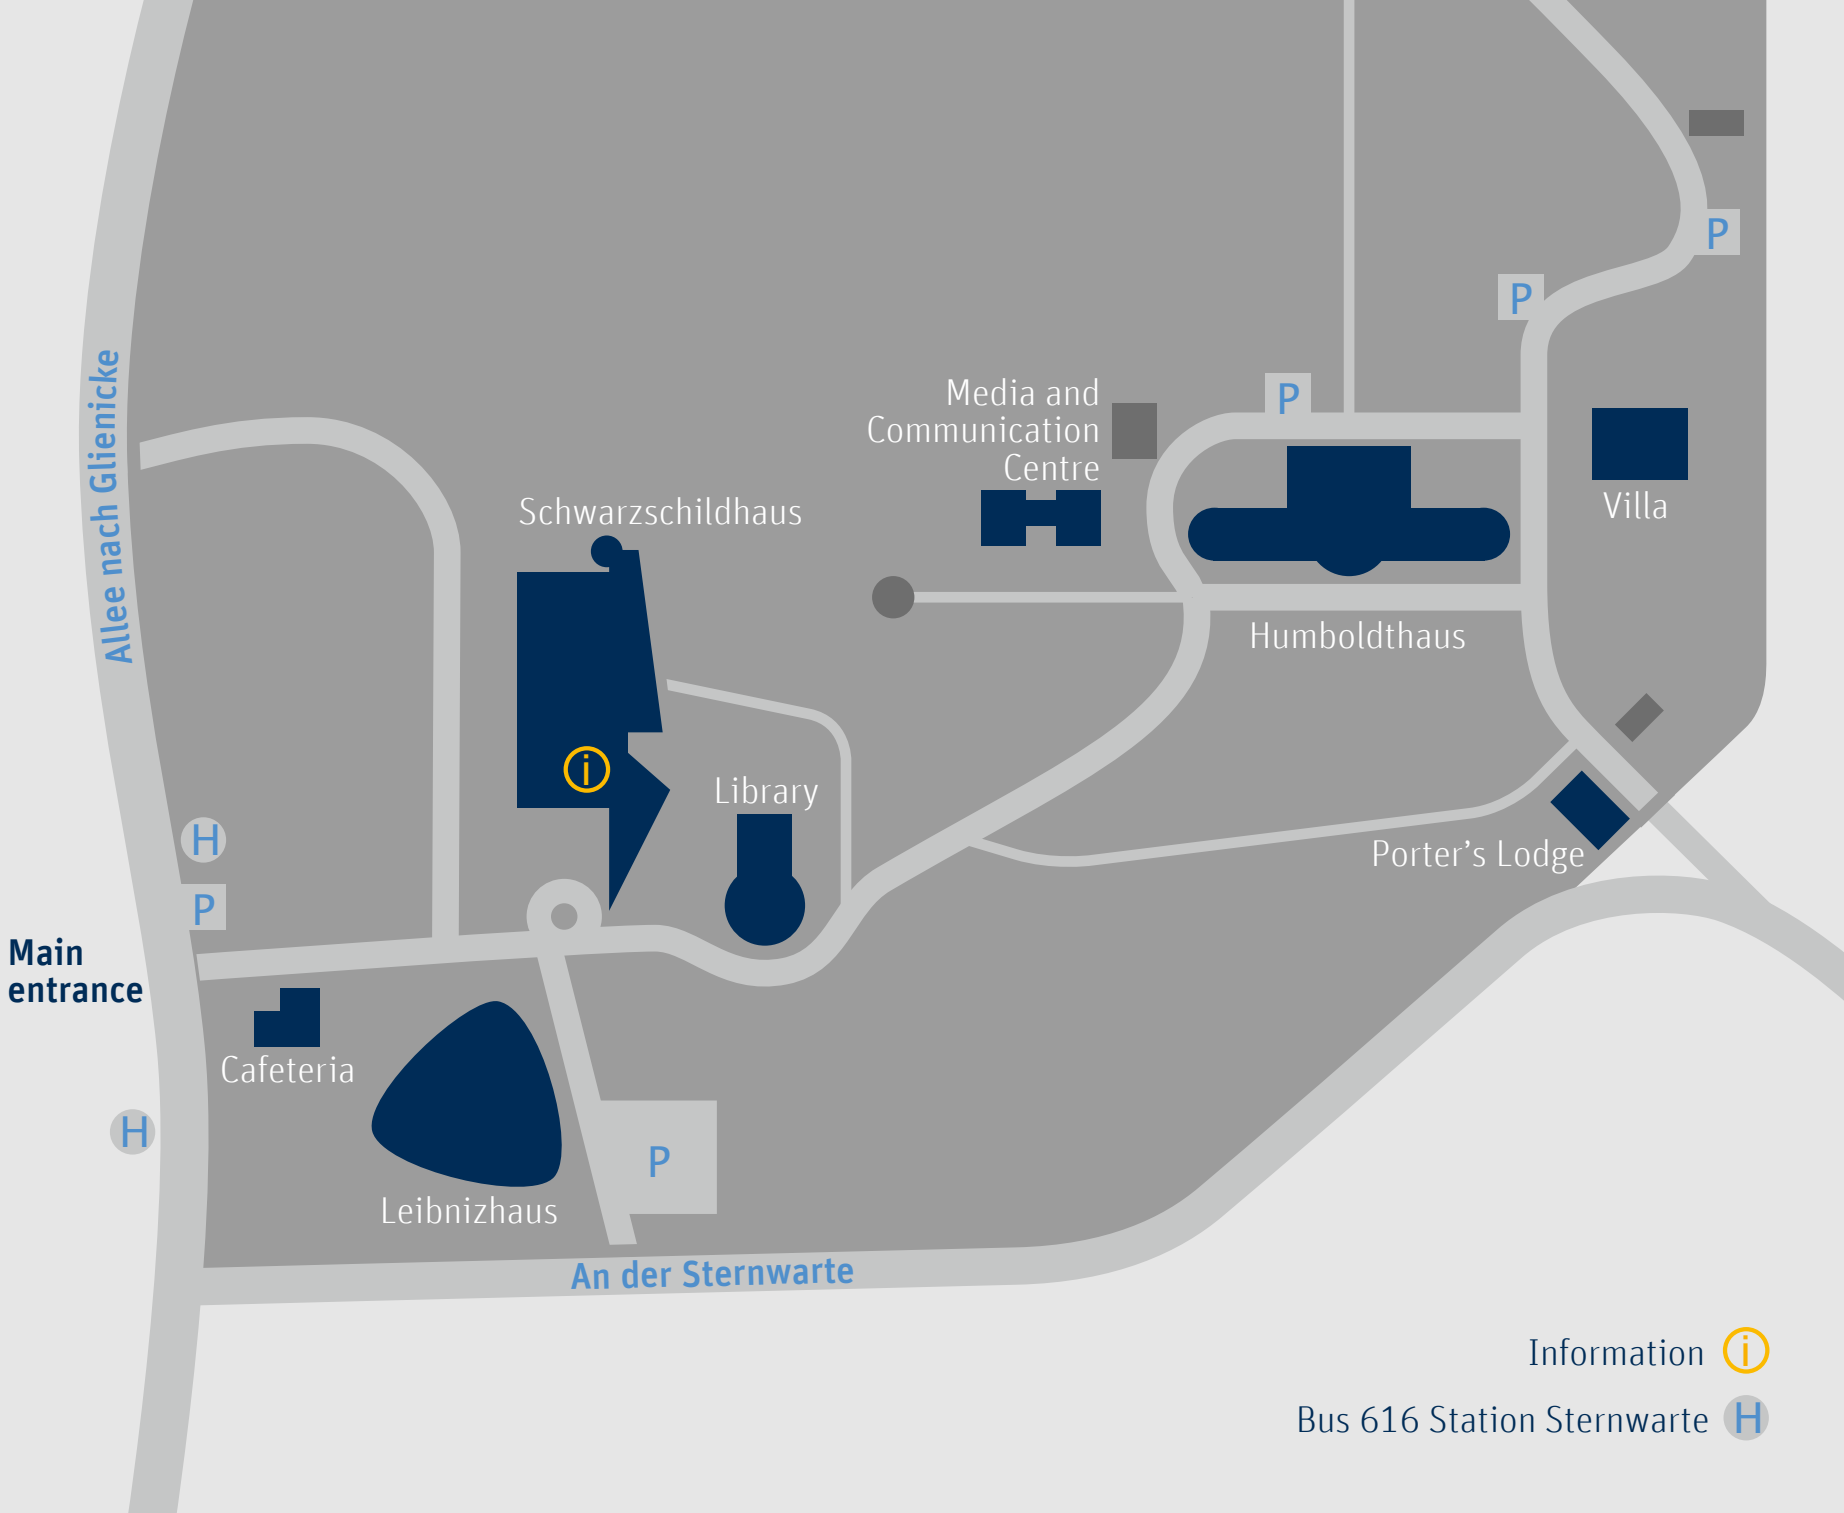 P
P
Media and
Communication
Centre
P
Allee nach Glienicke
Schwarzschildhaus
Villa
Humboldthaus
i
Library
H
Porter's Lodge
P
Main
entrance
Cafeteria
H
P
Leibnizhaus
An der Sternwarte
Information i
Bus 616 Station Sternwarte H